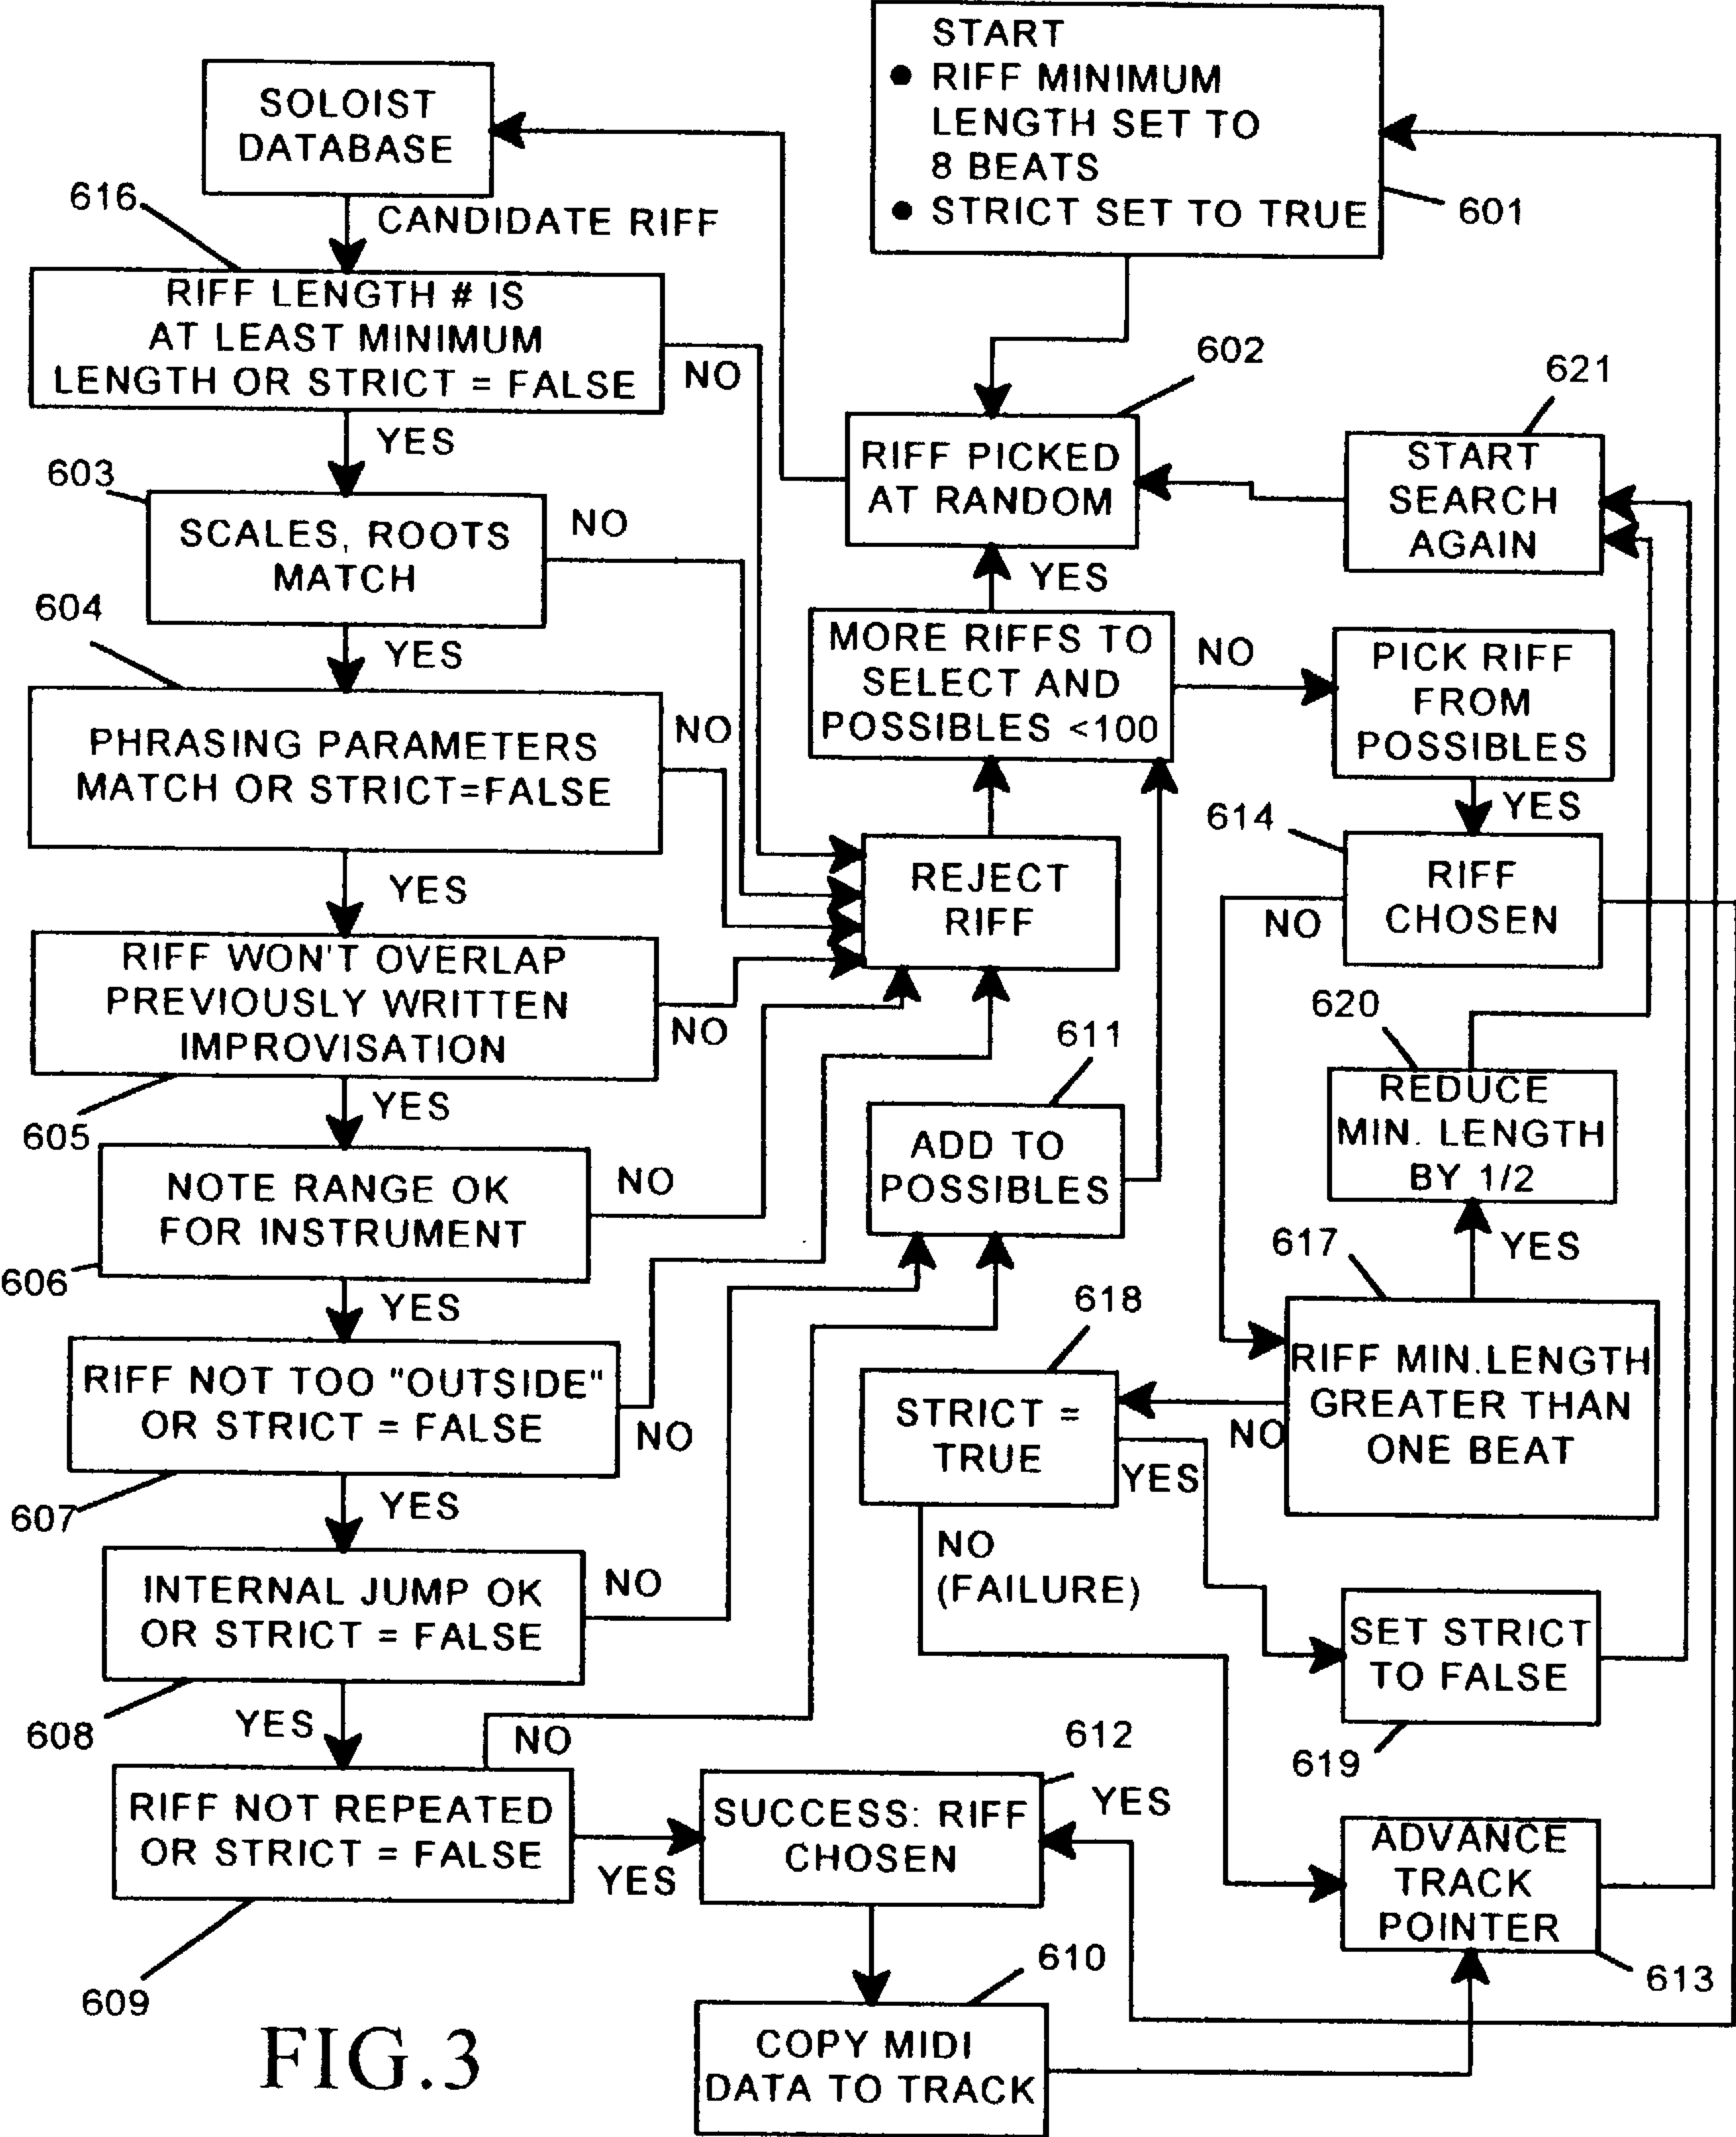 START
● RIFF MINIMUM
LENGTH SET TO
8 BEATS
● STRICT SET TO TRUE
601
SOLOIST
DATABASE
CANDIDATE RIFF
616
RIFF LENGTH # IS
AT LEAST MINIMUM
LENGTH OR STRICT = FALSE
NO
YES
603
SCALES, ROOTS
MATCH
NO
YES
604
PHRASING PARAMETERS
MATCH OR STRICT=FALSE
NO
YES
RIFF WON'T OVERLAP
PREVIOUSLY WRITTEN
IMPROVISATION
NO
605
YES
NOTE RANGE OK
FOR INSTRUMENT
NO
606
YES
RIFF NOT TOO "OUTSIDE"
OR STRICT = FALSE
NO
607
YES
INTERNAL JUMP OK
OR STRICT = FALSE
NO
608
YES
NO
RIFF NOT REPEATED
OR STRICT = FALSE
YES
609
602
RIFF PICKED
AT RANDOM
YES
621
START
SEARCH
AGAIN
MORE RIFFS TO
SELECT AND
POSSIBLES <100
NO
PICK RIFF
FROM
POSSIBLES
YES
614
RIFF
CHOSEN
NO
REJECT
RIFF
611
ADD TO
POSSIBLES
620
REDUCE
MIN. LENGTH
BY 1/2
YES
617
RIFF MIN.LENGTH
GREATER THAN
ONE BEAT
NO
618
STRICT =
TRUE
YES
NO
(FAILURE)
SET STRICT
TO FALSE
619
612
YES
SUCCESS: RIFF
CHOSEN
ADVANCE
TRACK
POINTER
613
610
COPY MIDI
DATA TO TRACK
FIG.3